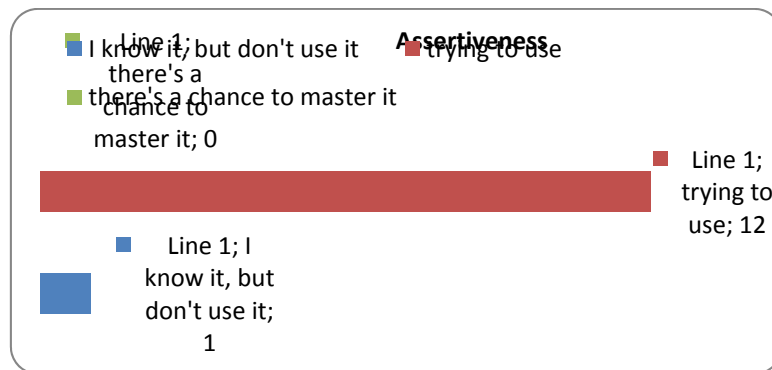 Assertiveness
I know it, but don't use it
trying to use
there's a chance to master it
Line 1;
there's a
chance to
master it; 0
Line 1;
trying to
use; 12
Line 1; I
know it, but
don't use it;
1